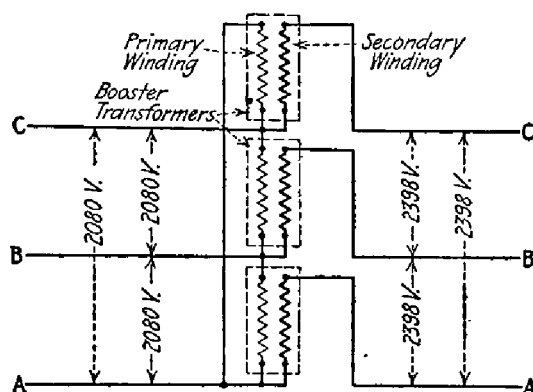 Primary
Winding
Secondary
Winding
Booster
Transformers
C
C
2080 V.
2080 V.
2398 V.
2398 V.
B
B
2080 V.
2398 V.
A
A